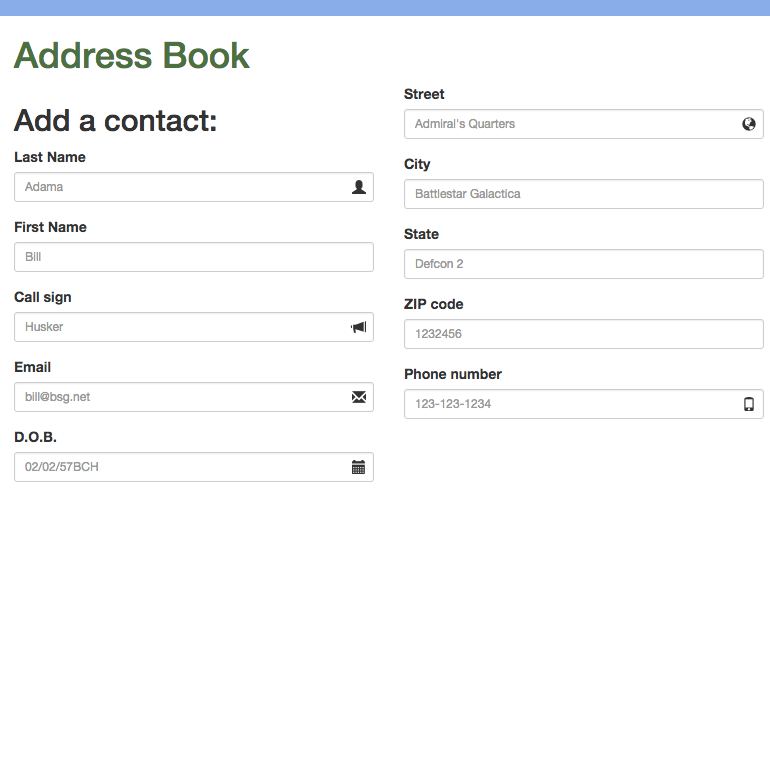 Address Book
Add a contact:
Last Name
Adama
First Name
Bill
Call sign
Husker
Email
bill@bsg.net
D.O.B.
02/02/57BCH
Street
Admiral's Quarters
City
Battlestar Galactica
State
Defcon 2
ZIP code
1232456
Phone number
123-123-1234